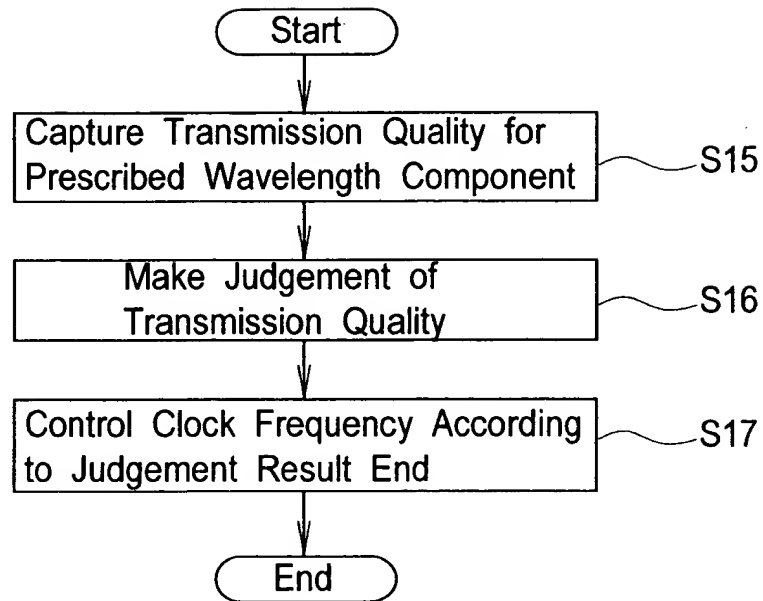 Start
Capture Transmission Quality for
Prescribed Wavelength Component
S15
Make Judgement of
Transmission Quality
S16
Control Clock Frequency According
to Judgement Result End
S17
End